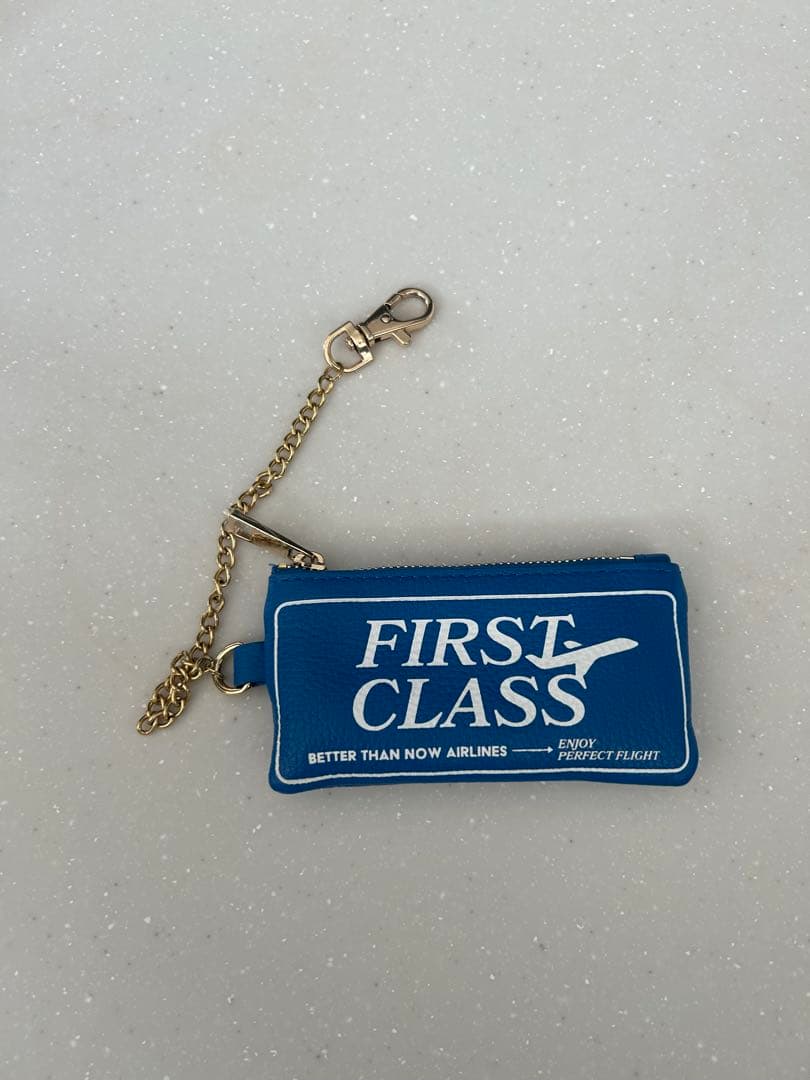 FIRST
CLASS
BETTER THAN NOW AIRLINES → ENJOY
PERFECT FLIGHT